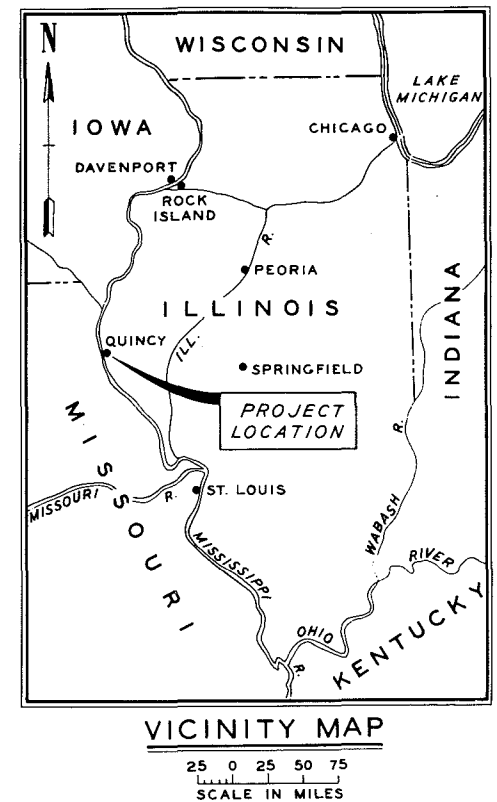 N
WISCONSIN
LAKE
MICHIGAN
IOWA
CHICAGO
DAVENPORT
ROCK
ISLAND
R.
PEORIA
ILLINOIS
INDIANA
QUINCY
ILL.
SPRINGFIELD
PROJECT
LOCATION
MISSOURI
R.
ST. LOUIS
MISSOURI
R.
WABASH
MISSISSIPPI
RIVER
OHIO
R.
KENTUCKY
VICINITY MAP
25 0 25 50 75
SCALE IN MILES